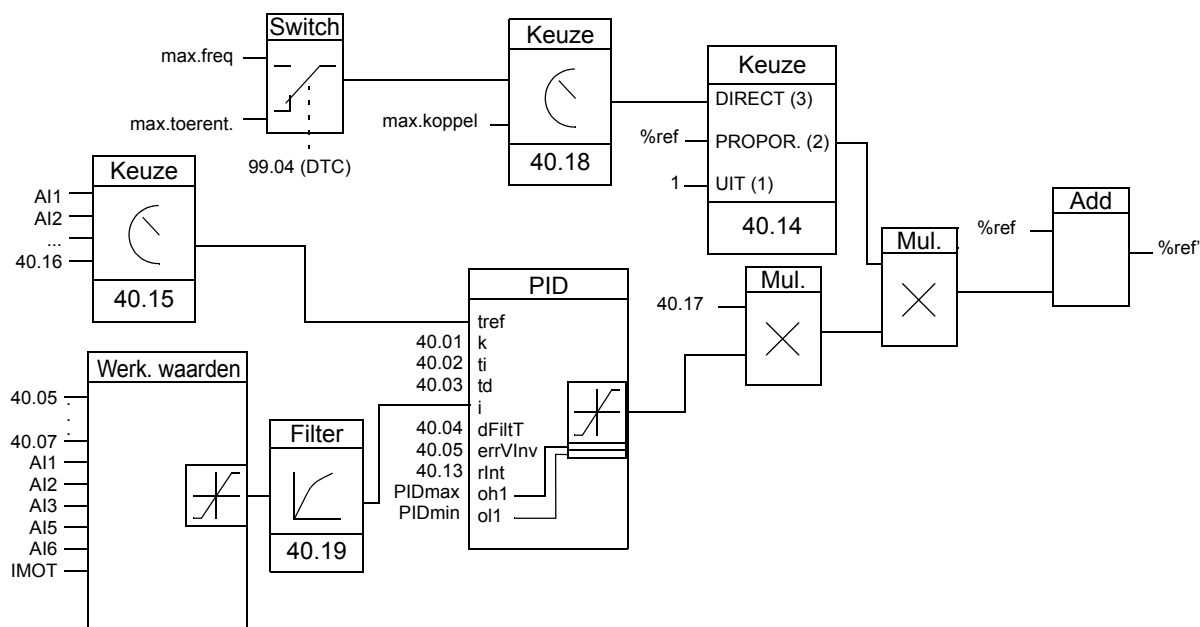 Switch
max.freq
max.toerent.
99.04 (DTC)
Keuze
max.koppel
40.18
Keuze
DIRECT (3)
%ref
PROPOR. (2)
1
UIT (1)
40.14
Keuze
AI1
AI2
...
40.16
40.15
Add
%ref
%ref'
Mul.
Mul.
40.17
PID
tref
40.01
k
40.02
ti
40.03
td
i
40.04
dFiltT
40.05
errVInv
40.13
rInt
PIDmax
oh1
PIDmin
ol1
Werk. waarden
40.05
.
.
40.07
AI1
AI2
AI3
AI5
AI6
IMOT
Filter
40.19